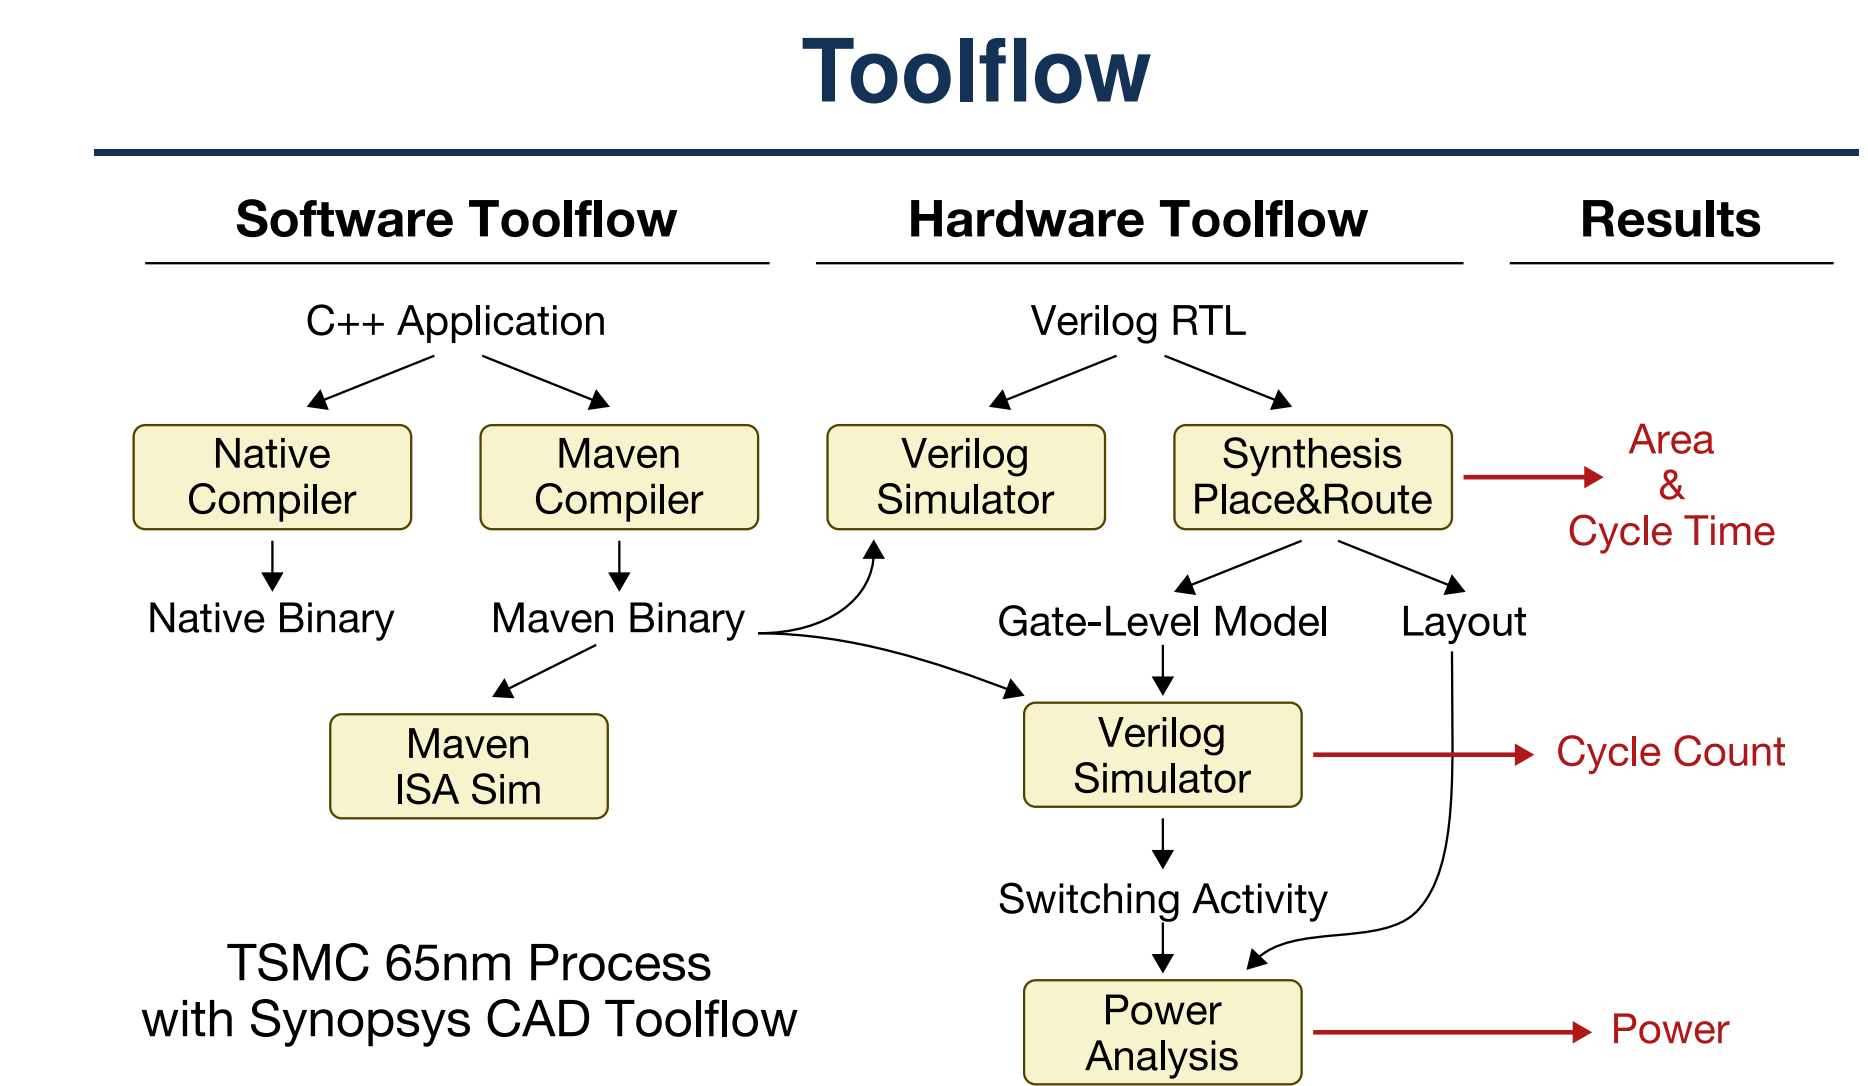 Toolflow
Software Toolflow
Hardware Toolflow
Results
C++ Application
Verilog RTL
Native
Compiler
Maven
Compiler
Verilog
Simulator
Synthesis
Place&Route
Area
&
Cycle Time
Native Binary
Maven Binary
Gate-Level Model
Layout
Maven
ISA Sim
Verilog
Simulator
Cycle Count
Switching Activity
TSMC 65nm Process
with Synopsys CAD Toolflow
Power
Analysis
Power